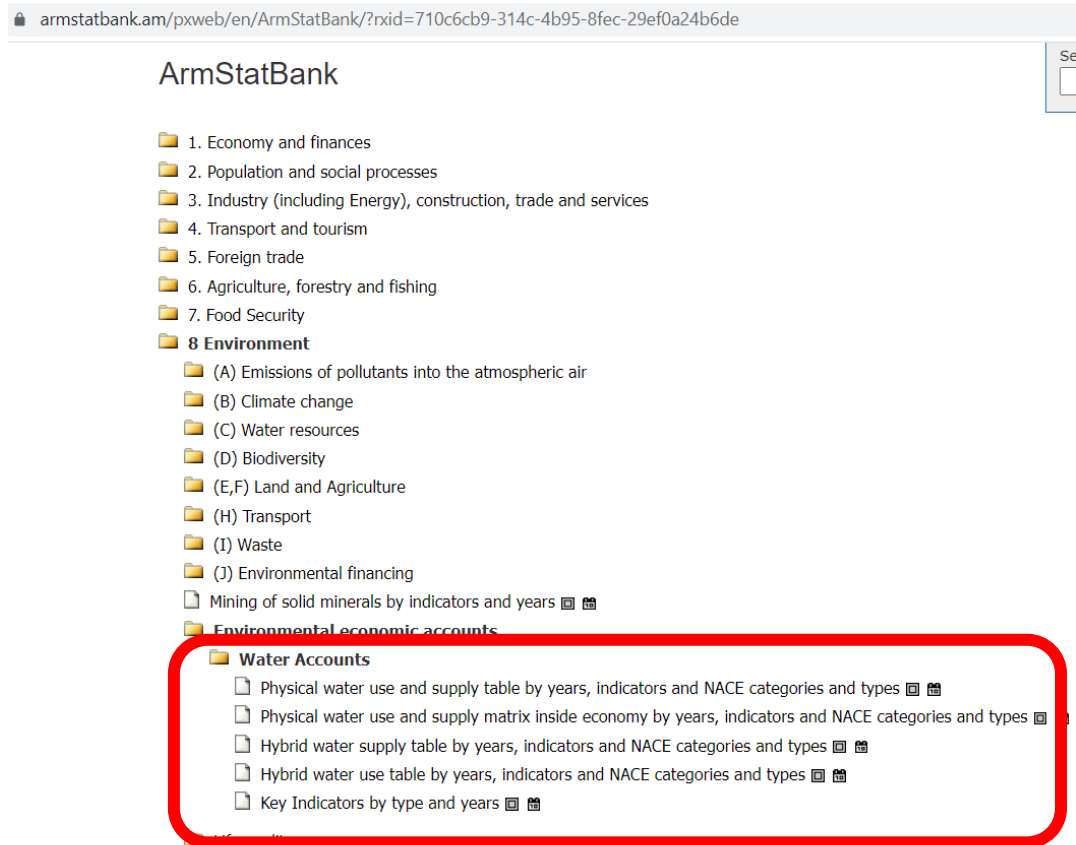 armstatbank.am/pxweb/en/ArmStatBank/?rxid=710c6cb9-314c-4b95-8fec-29ef0a24b6de
Se
ArmStatBank
1. Economy and finances
2. Population and social processes
3. Industry (including Energy), construction, trade and services
4. Transport and tourism
5. Foreign trade
6. Agriculture, forestry and fishing
7. Food Security
8 Environment
(A) Emissions of pollutants into the atmospheric air
(B) Climate change
(C) Water resources
(D) Biodiversity
(E,F) Land and Agriculture
(H) Transport
(I) Waste
(J) Environmental financing
Mining of solid minerals by indicators and years
Environmental economic accounts
Water Accounts
Physical water use and supply table by years, indicators and NACE categories and types
Physical water use and supply matrix inside economy by years, indicators and NACE categories and types
Hybrid water supply table by years, indicators and NACE categories and types
Hybrid water use table by years, indicators and NACE categories and types
Key Indicators by type and years